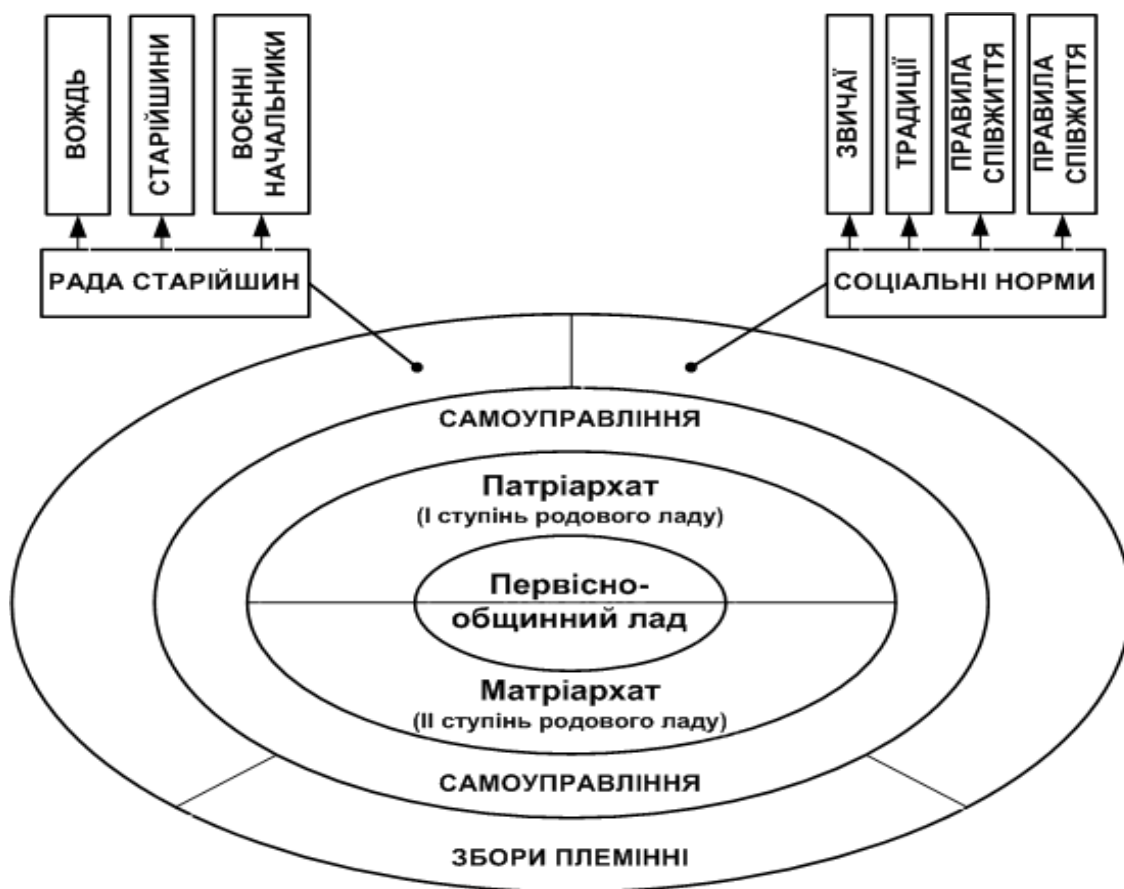 ВОЖДЬ
СТАРІЙШИНИ
ВОЄННІ
НАЧАЛЬНИКИ
ЗВИЧАЇ
ТРАДИЦІЇ
ПРАВИЛА
СПІВЖИТТЯ
ПРАВИЛА
СПІВЖИТТЯ
РАДА СТАРІЙШИН
СОЦІАЛЬНІ НОРМИ
САМОУПРАВЛІННЯ
Патріархат
(І ступінь родового ладу)
Первісно-
общинний лад
Матріархат
(ІІ ступінь родового ладу)
САМОУПРАВЛІННЯ
ЗБОРИ ПЛЕМІННІ